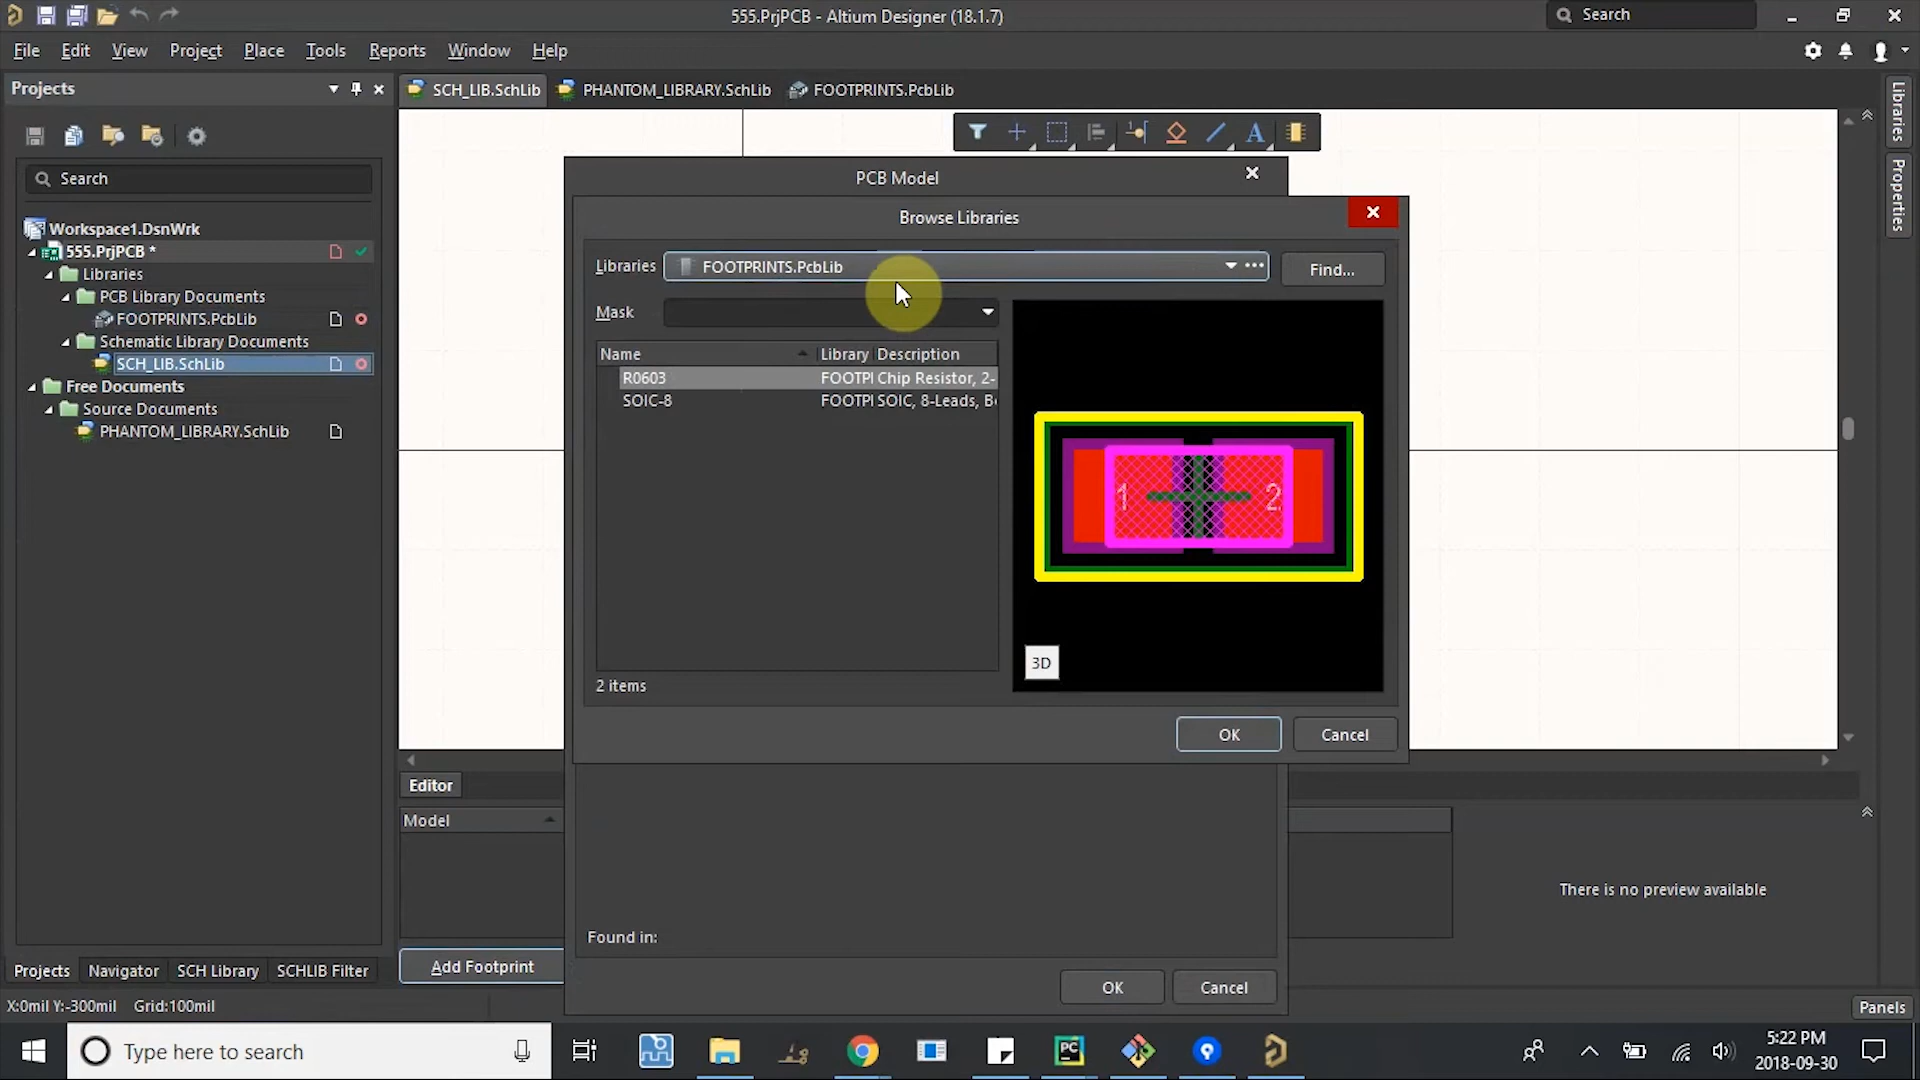 555.PrjPCB - Altium Designer (18.1.7)
Search
File Edit View Project Place Tools Reports Window Help
Projects
SCH_LIB.SchLib
PHANTOM_LIBRARY.SchLib
FOOTPRINTS.PcbLib
Libraries
Properties
Search
Workspace1.DsnWrk
555.PrjPCB *
Libraries
PCB Library Documents
FOOTPRINTS.PcbLib
Schematic Library Documents
SCH_LIB.SchLib
Free Documents
Source Documents
PHANTOM_LIBRARY.SchLib
A
PCB Model
Browse Libraries
Libraries FOOTPRINTS.PcbLib Find...
Mask
Name Library Description
R0603 FOOTPI Chip Resistor, 2-
SOIC-8 FOOTPI SOIC, 8-Leads, B
1 2
3D
2 items
OK Cancel
Editor
Model
There is no preview available
Found in:
Add Footprint
OK Cancel
Projects Navigator SCH Library SCHLIB Filter
X:0mil Y:-300mil Grid:100mil
Panels
Type here to search
PC
5:22 PM
2018-09-30